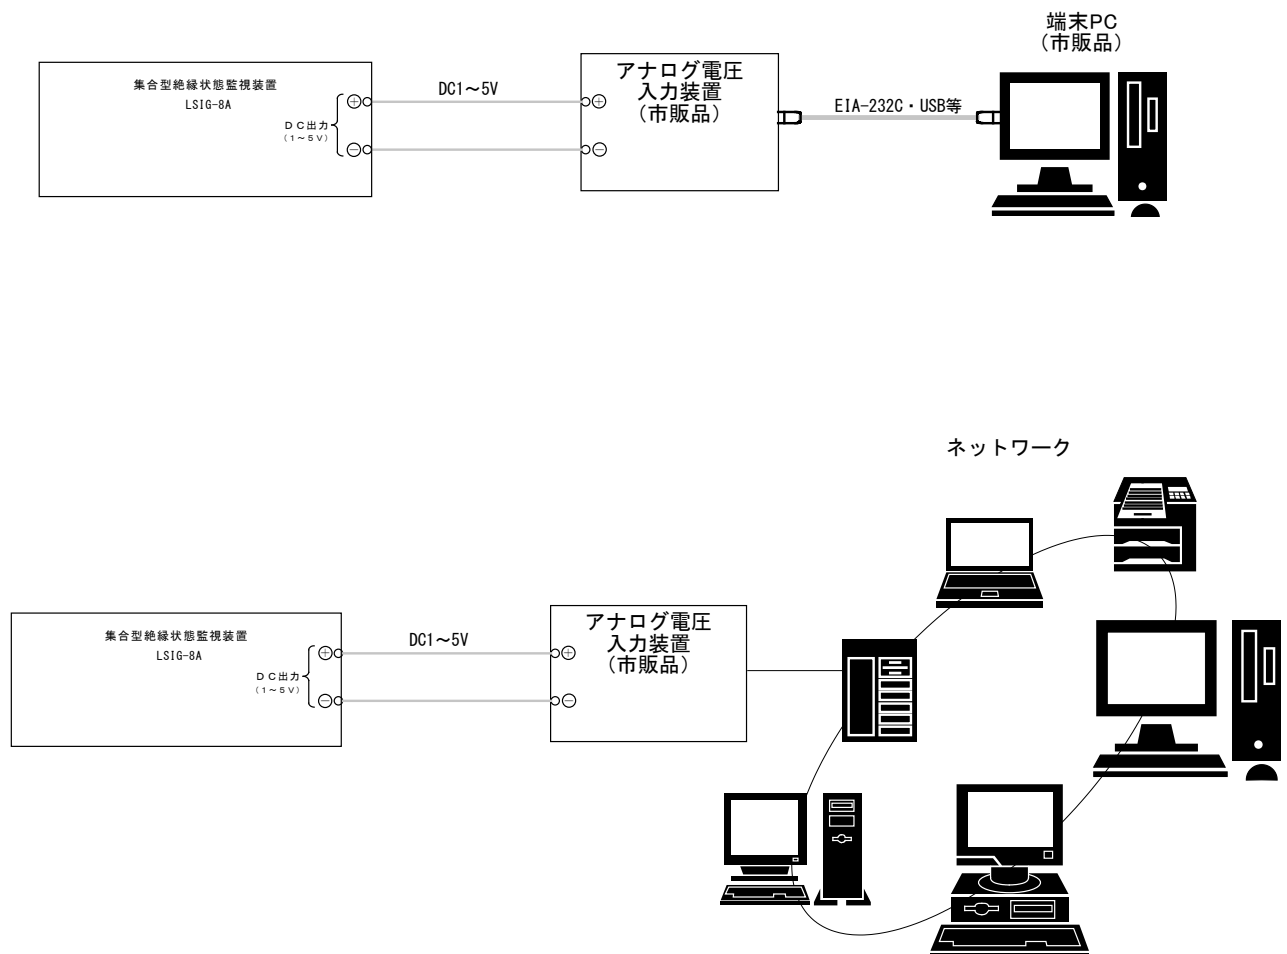 端末PC
（市販品）
集合型絶縁状態監視装置
LSIG-8A
ＤＣ出力
（１～５Ｖ）
DC1～5V
アナログ電圧
入力装置
（市販品）
EIA-232C・USB等
ネットワーク
集合型絶縁状態監視装置
LSIG-8A
ＤＣ出力
（１～５Ｖ）
DC1～5V
アナログ電圧
入力装置
（市販品）